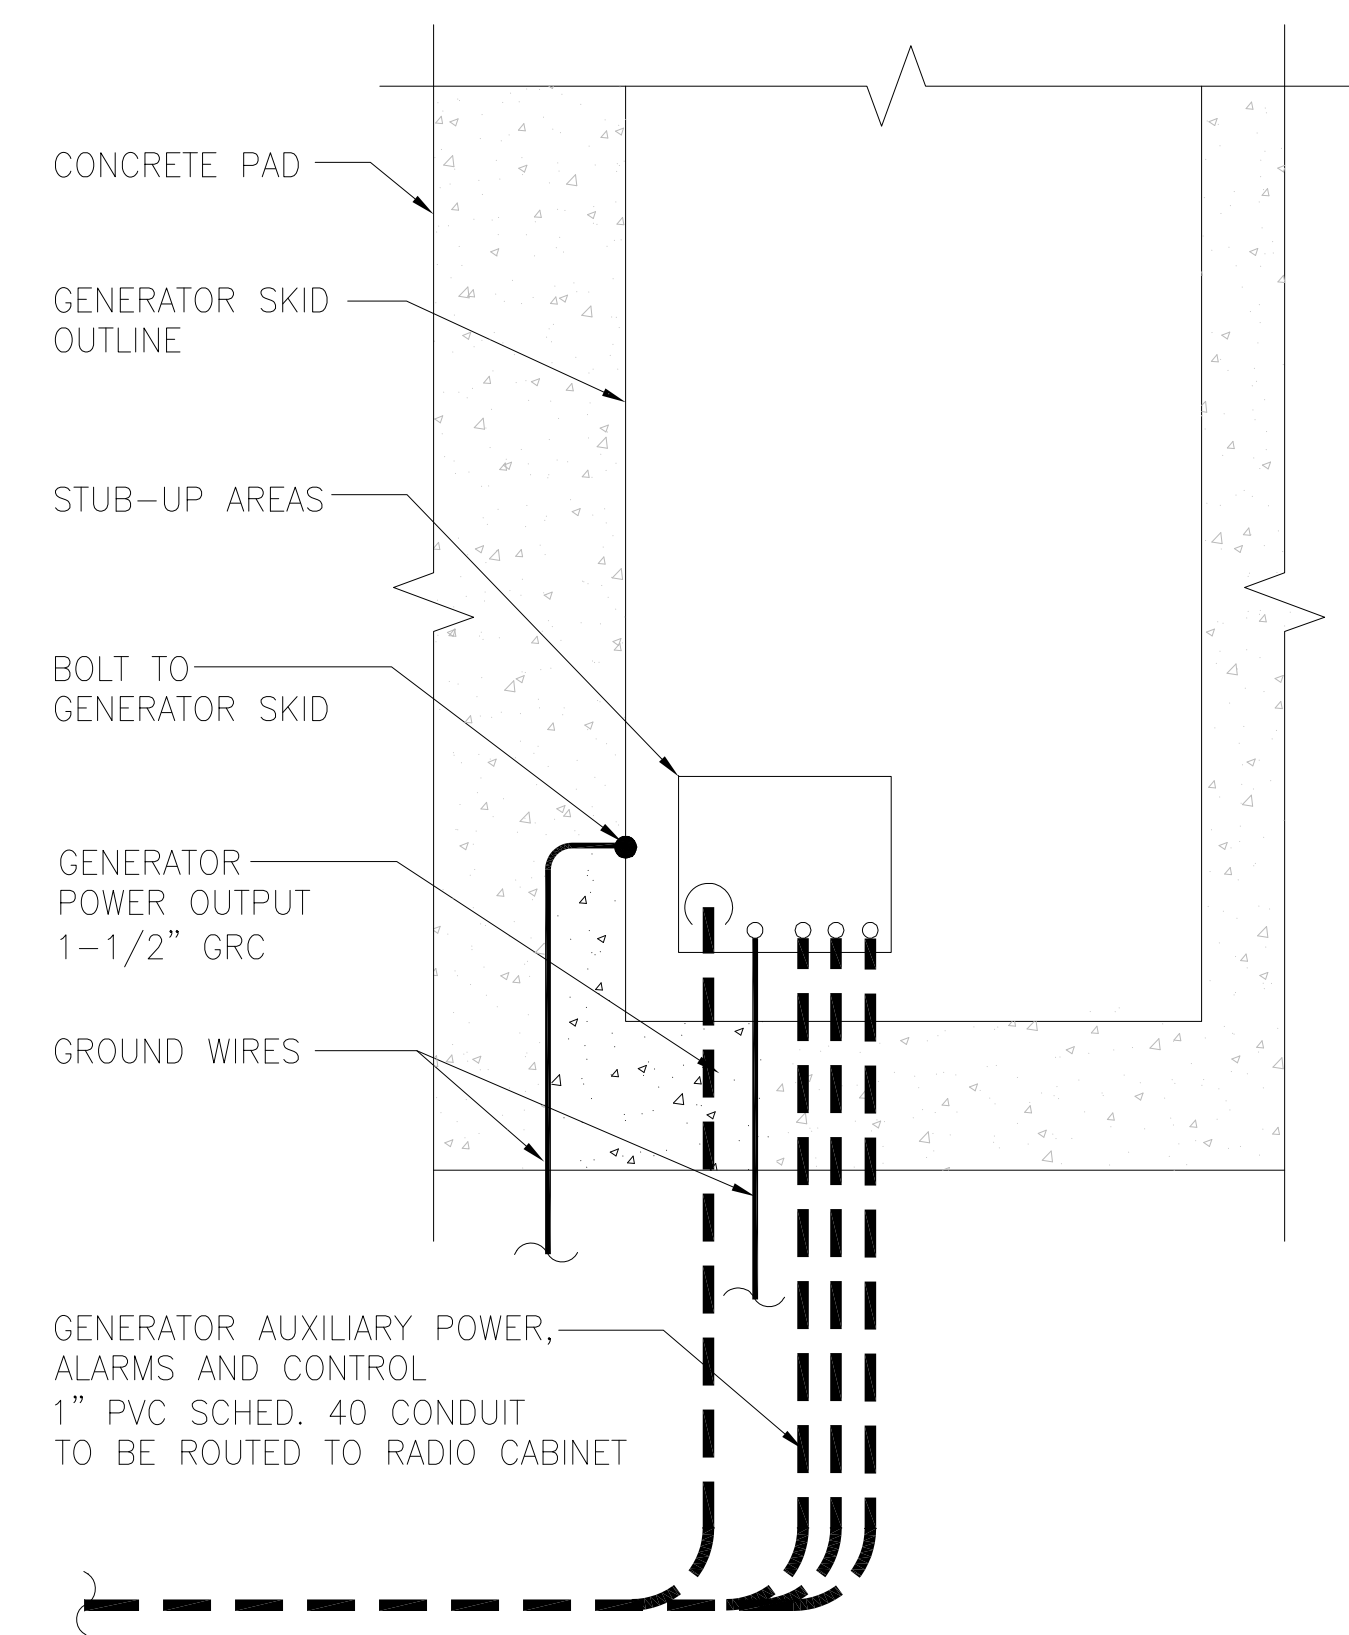 CONCRETE PAD
GENERATOR SKID
OUTLINE
STUB-UP AREAS
BOLT TO
GENERATOR SKID
GENERATOR
POWER OUTPUT
1-1/2” GRC
GROUND WIRES
GENERATOR AUXILIARY POWER,
ALARMS AND CONTROL
1” PVC SCHED. 40 CONDUIT
TO BE ROUTED TO RADIO CABINET